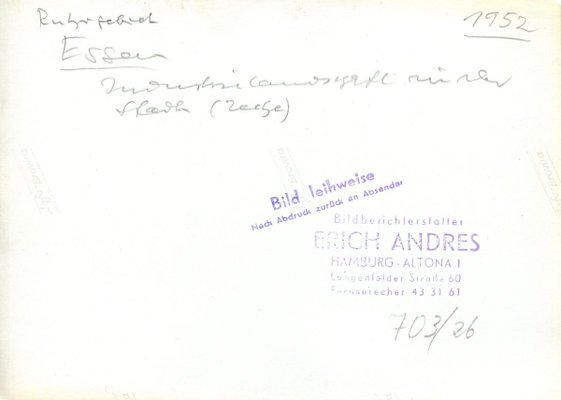 Ruhrgebiet
1952
Essen
Industrielandschaft in der
Stadt (Zeche)
Bild leihweise
Nach Abdruck zurück an Absender
Bildberichterstatter
ERICH ANDRES
HAMBURG-ALTONA 1
Langenfelder Straße 60
Fernsprecher 43 31 61
703/26